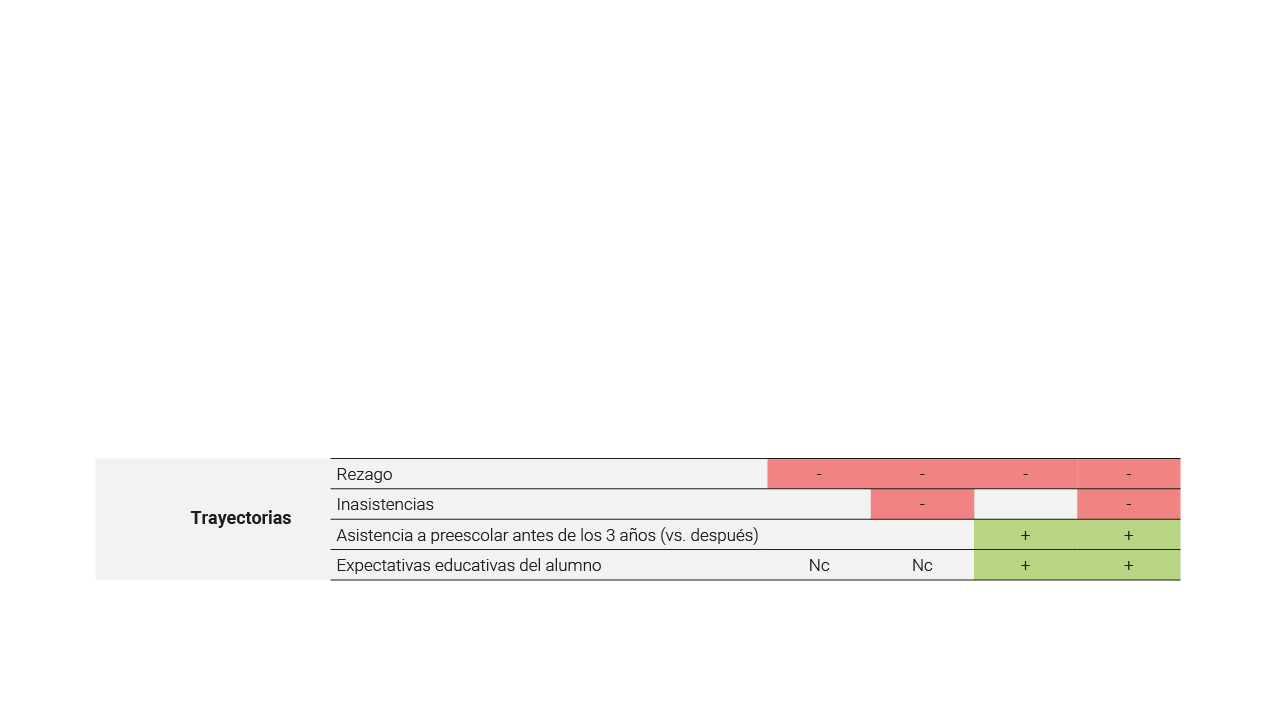 Trayectorias
Rezago - - - -
Inasistencias - -
Asistencia a preescolar antes de los 3 años (vs. después) + +
Expectativas educativas del alumno Nc Nc + +